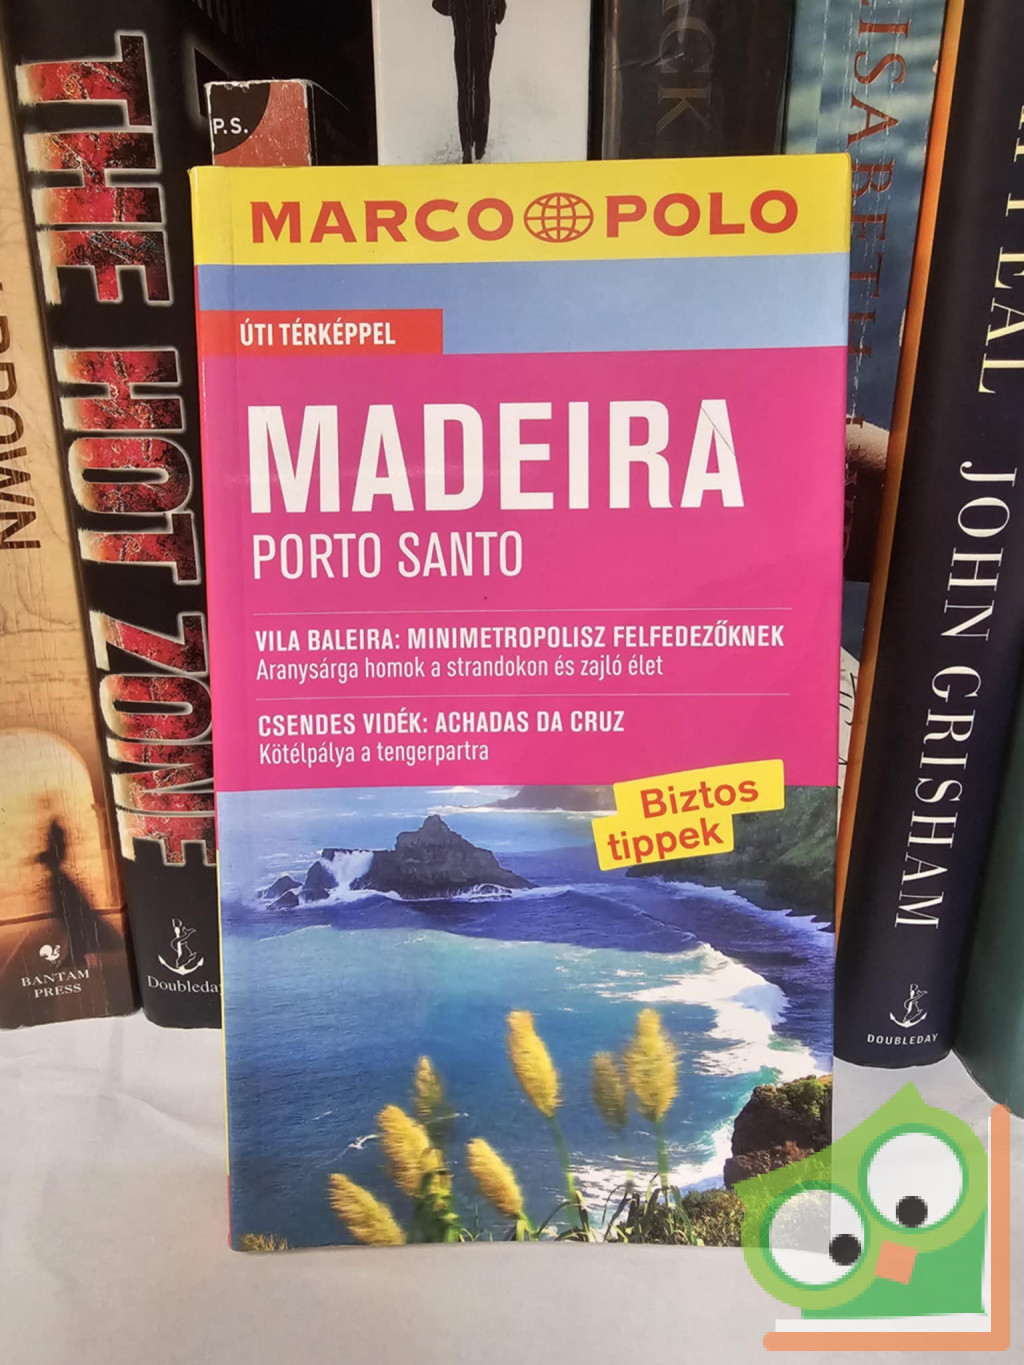 MARCO POLO
ÚTI TÉRKÉPPEL
MADEIRA
PORTO SANTO
VILA BALEIRA: MINIMETROPOLISZ FELFEDEZŐKNEK
Aranysárga homok a strandokon és zajló élet
CSENDES VIDÉK: ACHADAS DA CRUZ
Kötélpálya a tengerpartra
Biztos
tippek
THE HOT ZONE
Doubleday
P.S.
BANTAM
PRESS
JOHN GRISHAM
DOUBLEDAY